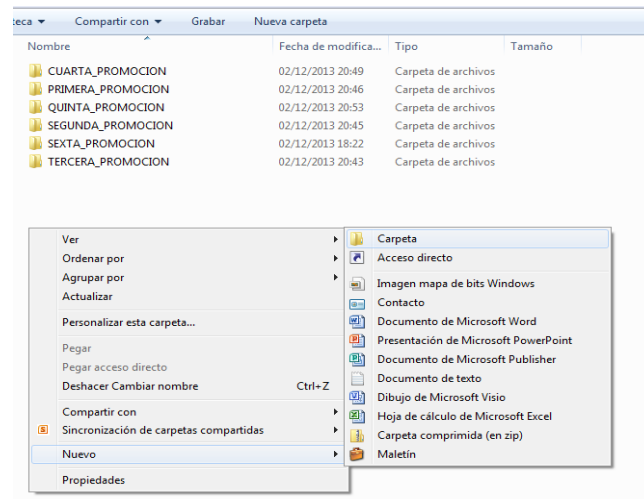 teca Compartir con Grabar Nueva carpeta
Nombre Fecha de modifica... Tipo Tamaño
CUARTA_PROMOCION 02/12/2013 20:49 Carpeta de archivos
PRIMERA_PROMOCION 02/12/2013 20:46 Carpeta de archivos
QUINTA_PROMOCION 02/12/2013 20:53 Carpeta de archivos
SEGUNDA_PROMOCION 02/12/2013 20:45 Carpeta de archivos
SEXTA_PROMOCION 02/12/2013 18:22 Carpeta de archivos
TERCERA_PROMOCION 02/12/2013 20:43 Carpeta de archivos
Ver
Ordenar por
Agrupar por
Actualizar
Personalizar esta carpeta...
Pegar
Pegar acceso directo
Deshacer Cambiar nombre Ctrl+Z
Compartir con
Sincronización de carpetas compartidas
Nuevo
Propiedades
Carpeta
Acceso directo
Imagen mapa de bits Windows
Contacto
Documento de Microsoft Word
Presentación de Microsoft PowerPoint
Documento de Microsoft Publisher
Documento de texto
Dibujo de Microsoft Visio
Hoja de cálculo de Microsoft Excel
Carpeta comprimida (en zip)
Maletín